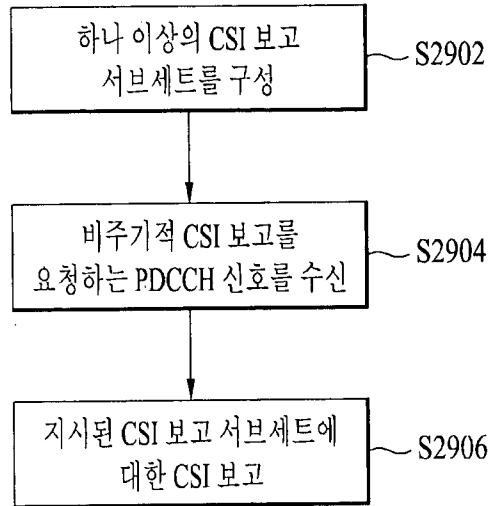 하나 이상의 CSI 보고
서브세트를 구성
S2902
비주기적 CSI 보고를
요청하는 PDCCH 신호를 수신
S2904
지시된 CSI 보고 서브세트에
대한 CSI 보고
S2906